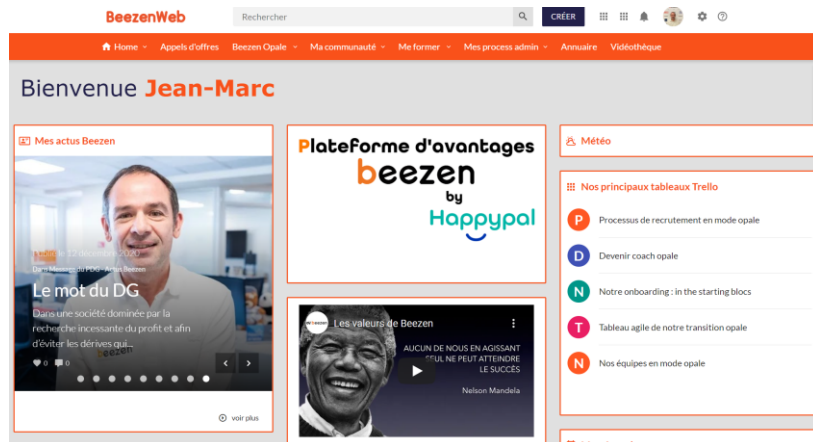 BeezenWeb
Rechercher
CRÉER
Home
Appels d'offres
Beezen Opale
Ma communauté
Me former
Mes process admin
Annuaire
Vidéothèque
Bienvenue Jean-Marc
Mes actus Beezen
Publié le 12 décembre 2020
Dans Message du PDG - Actus Beezen
Le mot du DG
Dans une société dominée par la
recherche incessante du profit et afin
d'éviter les dérives qui...
0 0
beezen
voir plus
Plateforme d'avantages
beezen
by
Happypal
Les valeurs de Beezen
AUCUN DE NOUS EN AGISSANT
SEUL NE PEUT ATTEINDRE
LE SUCCÈS
Nelson Mandela
Météo
Nos principaux tableaux Trello
P Processus de recrutement en mode opale
D Devenir coach opale
N Notre onboarding : in the starting blocs
T Tableau agile de notre transition opale
N Nos équipes en mode opale